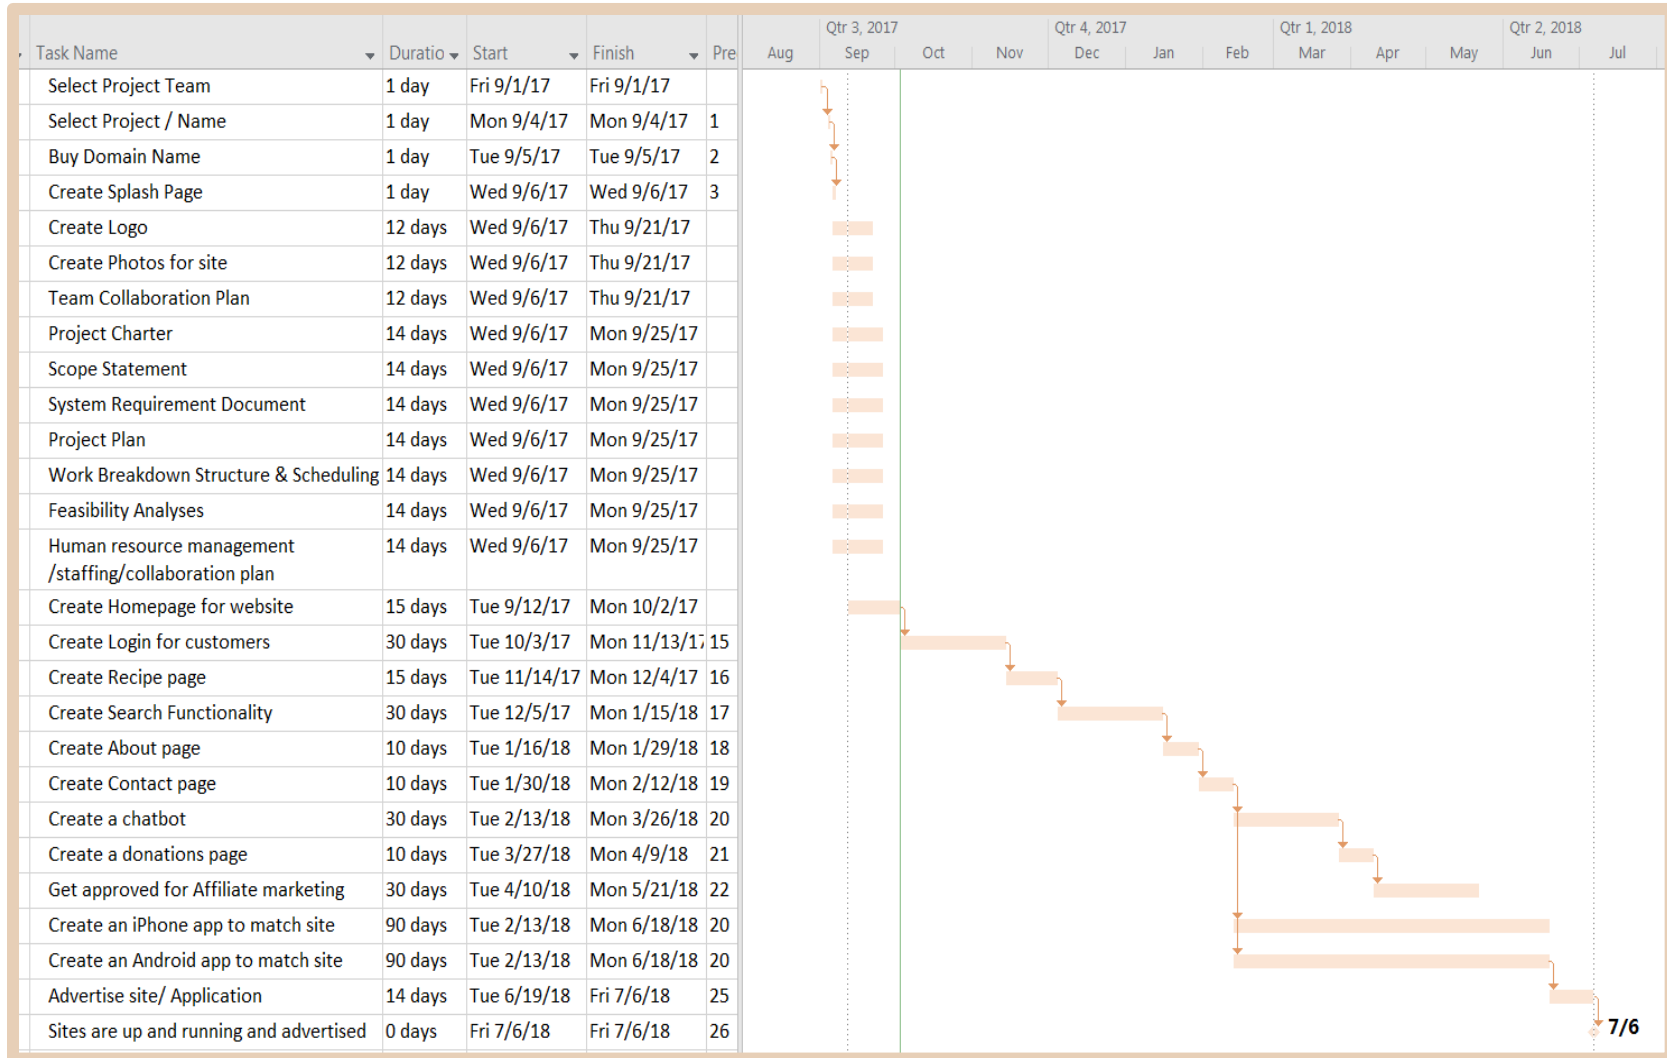 Qtr 3, 2017 Qtr 4, 2017 Qtr 1, 2018 Qtr 2, 2018
Task Name Duratio Start Finish Pre Aug Sep Oct Nov Dec Jan Feb Mar Apr May Jun Jul
Select Project Team 1 day Fri 9/1/17 Fri 9/1/17
Select Project / Name 1 day Mon 9/4/17 Mon 9/4/17 1
Buy Domain Name 1 day Tue 9/5/17 Tue 9/5/17 2
Create Splash Page 1 day Wed 9/6/17 Wed 9/6/17 3
Create Logo 12 days Wed 9/6/17 Thu 9/21/17
Create Photos for site 12 days Wed 9/6/17 Thu 9/21/17
Team Collaboration Plan 12 days Wed 9/6/17 Thu 9/21/17
Project Charter 14 days Wed 9/6/17 Mon 9/25/17
Scope Statement 14 days Wed 9/6/17 Mon 9/25/17
System Requirement Document 14 days Wed 9/6/17 Mon 9/25/17
Project Plan 14 days Wed 9/6/17 Mon 9/25/17
Work Breakdown Structure & Scheduling 14 days Wed 9/6/17 Mon 9/25/17
Feasibility Analyses 14 days Wed 9/6/17 Mon 9/25/17
Human resource management 14 days Wed 9/6/17 Mon 9/25/17
/staffing/collaboration plan
Create Homepage for website 15 days Tue 9/12/17 Mon 10/2/17
Create Login for customers 30 days Tue 10/3/17 Mon 11/13/17 15
Create Recipe page 15 days Tue 11/14/17 Mon 12/4/17 16
Create Search Functionality 30 days Tue 12/5/17 Mon 1/15/18 17
Create About page 10 days Tue 1/16/18 Mon 1/29/18 18
Create Contact page 10 days Tue 1/30/18 Mon 2/12/18 19
Create a chatbot 30 days Tue 2/13/18 Mon 3/26/18 20
Create a donations page 10 days Tue 3/27/18 Mon 4/9/18 21
Get approved for Affiliate marketing 30 days Tue 4/10/18 Mon 5/21/18 22
Create an iPhone app to match site 90 days Tue 2/13/18 Mon 6/18/18 20
Create an Android app to match site 90 days Tue 2/13/18 Mon 6/18/18 20
Advertise site/ Application 14 days Tue 6/19/18 Fri 7/6/18 25
Sites are up and running and advertised 0 days Fri 7/6/18 Fri 7/6/18 26 7/6